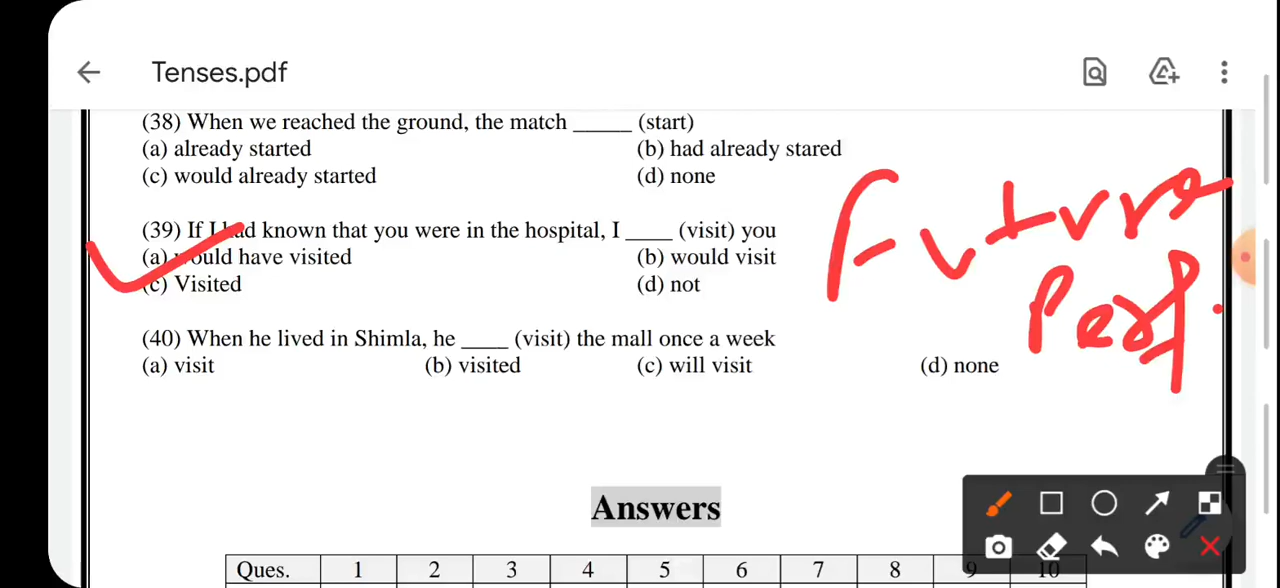 Tenses.pdf
(38) When we reached the ground, the match _____ (start)
(a) already started (b) had already stared
(c) would already started (d) none
(39) If I had known that you were in the hospital, I ____ (visit) you
(a) would have visited (b) would visit
(c) Visited (d) not
(40) When he lived in Shimla, he ____ (visit) the mall once a week
(a) visit (b) visited (c) will visit (d) none
Future
Perf.
Answers
Ques. 1 2 3 4 5 6 7 8 9 10